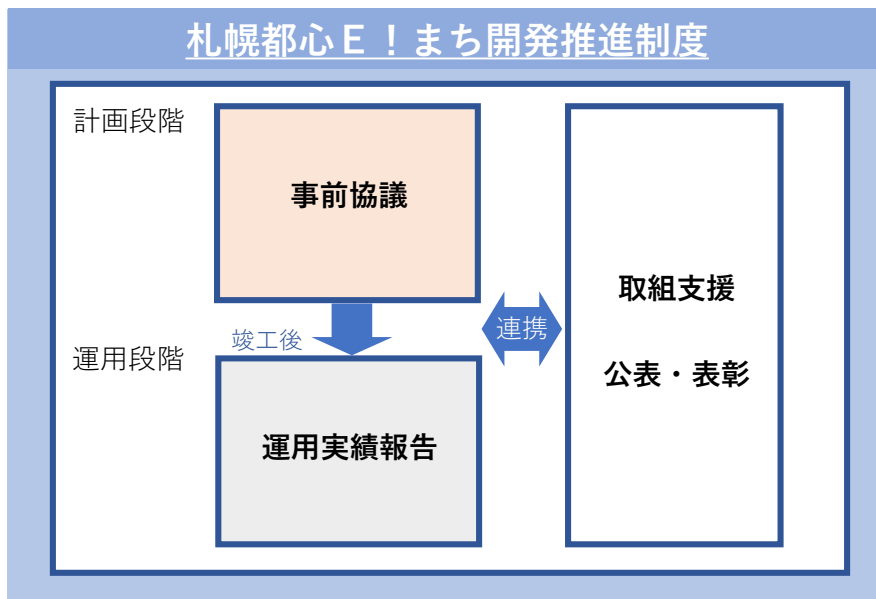 札幌都心Ｅ！まち開発推進制度
計画段階
事前協議
竣工後
運用段階
運用実績報告
連携
取組支援
公表・表彰